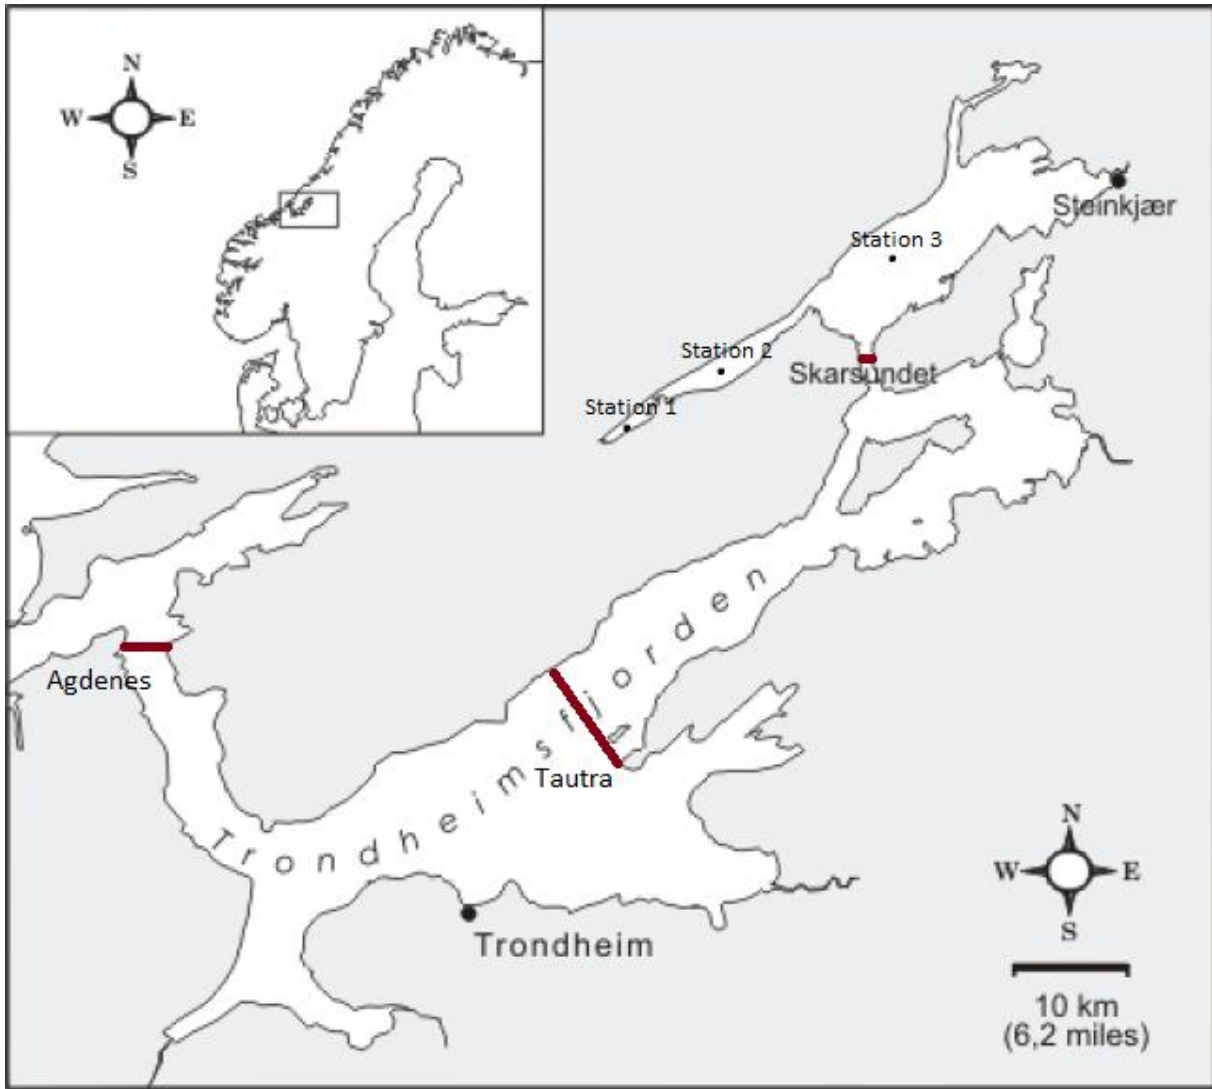 N
W E
S
Steinkjær
Station 3
Station 2
Skarsundet
Station 1
Agdenes
Tautra
Trondheimsfjorden
Trondheim
N
W E
S
10 km
(6,2 miles)